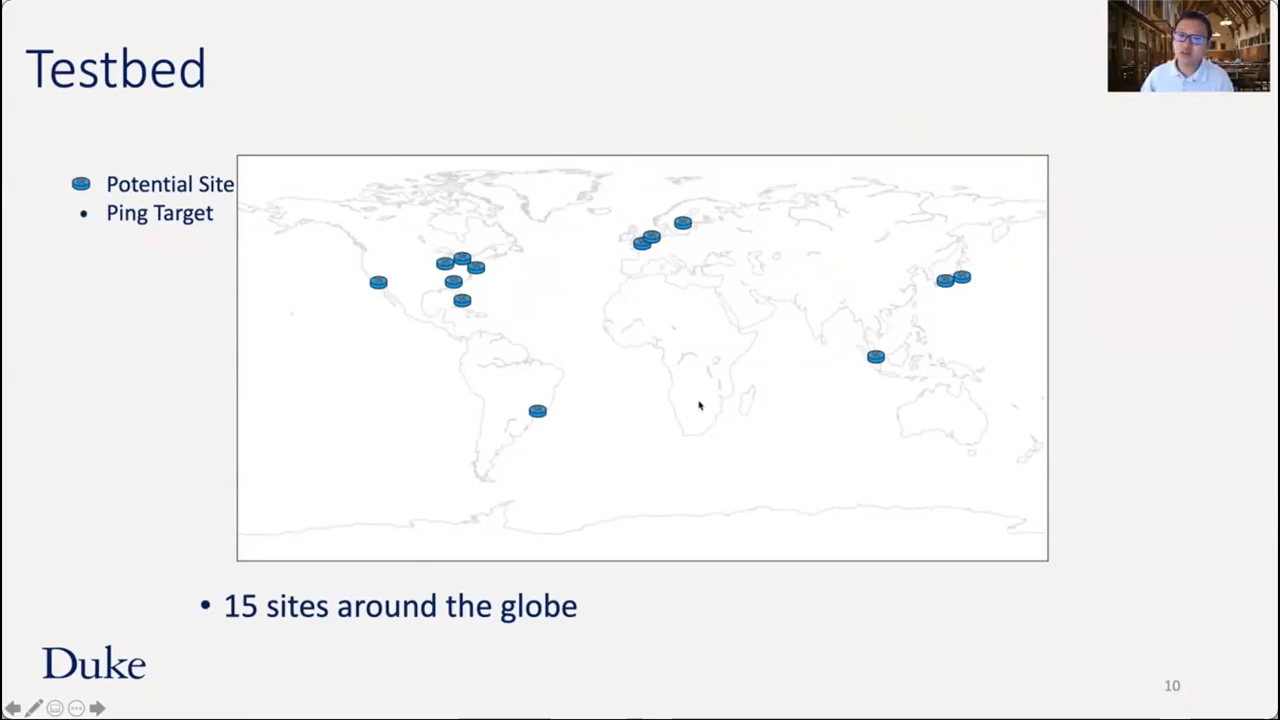 Testbed
Potential Site
• Ping Target
• 15 sites around the globe
Duke
10